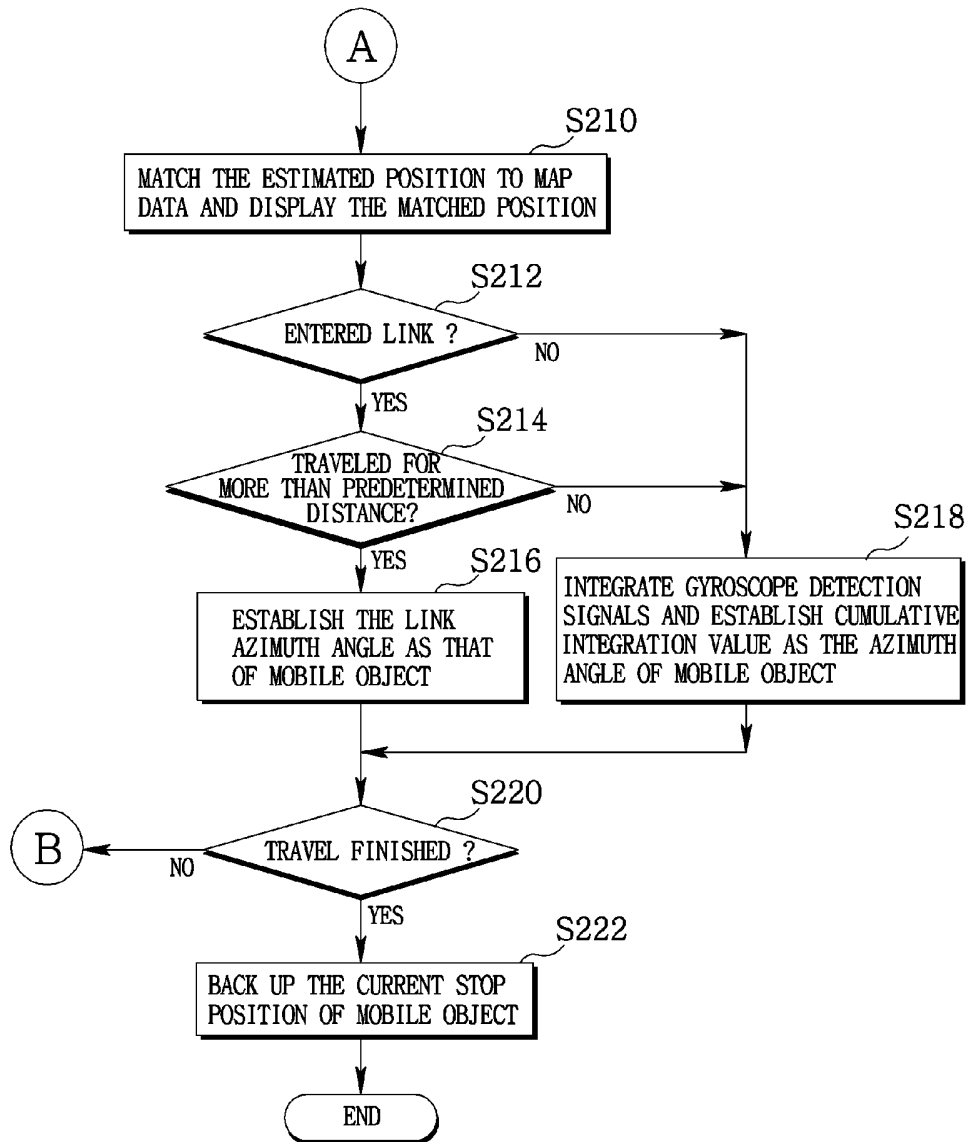 A
S210
MATCH THE ESTIMATED POSITION TO MAP
DATA AND DISPLAY THE MATCHED POSITION
S212
ENTERED LINK ?
NO
YES
S214
TRAVELED FOR
MORE THAN PREDETERMINED
DISTANCE?
NO
YES
S216
ESTABLISH THE LINK
AZIMUTH ANGLE AS THAT
OF MOBILE OBJECT
S218
INTEGRATE GYROSCOPE DETECTION
SIGNALS AND ESTABLISH CUMULATIVE
INTEGRATION VALUE AS THE AZIMUTH
ANGLE OF MOBILE OBJECT
S220
TRAVEL FINISHED ?
B
NO
YES
S222
BACK UP THE CURRENT STOP
POSITION OF MOBILE OBJECT
END